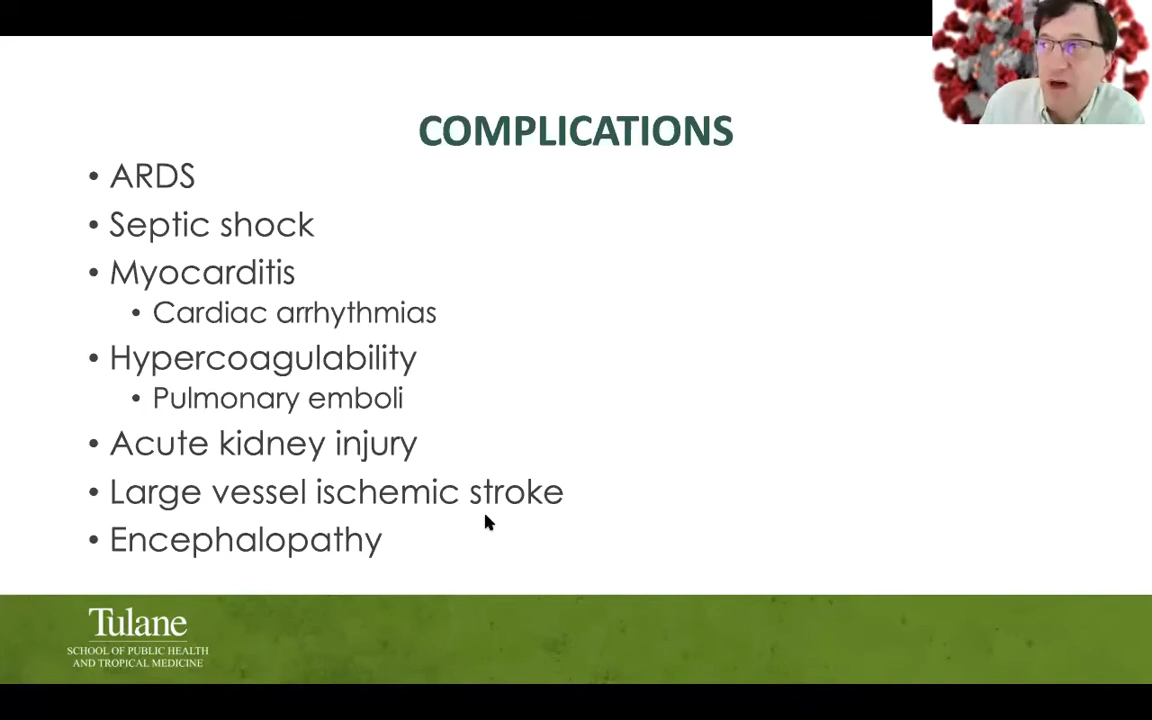 COMPLICATIONS
• ARDS
• Septic shock
• Myocarditis
• Cardiac arrhythmias
• Hypercoagulability
• Pulmonary emboli
• Acute kidney injury
• Large vessel ischemic stroke
• Encephalopathy
Tulane
SCHOOL OF PUBLIC HEALTH
AND TROPICAL MEDICINE